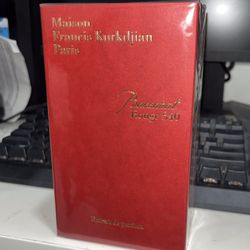 Maison
Francis Kurkdjian
Paris
Baccarat
Rouge 540
Extrait de parfum